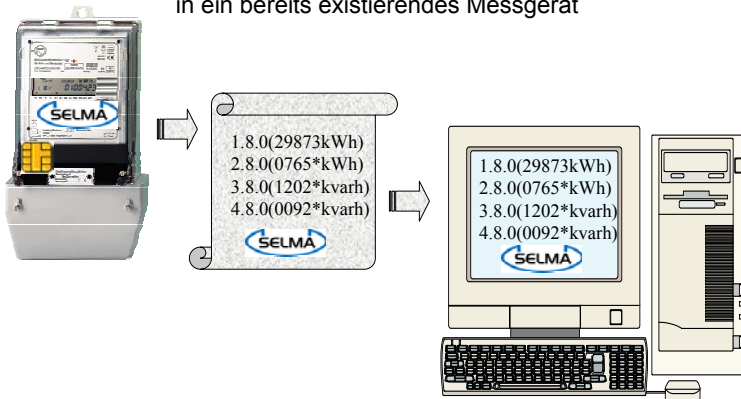 in ein bereits existierendes Messgerät
SELMA
1.8.0(29873kWh)
2.8.0(0765*kWh)
3.8.0(1202*kvarh)
4.8.0(0092*kvarh)
SELMA
1.8.0(29873kWh)
2.8.0(0765*kWh)
3.8.0(1202*kvarh)
4.8.0(0092*kvarh)
SELMA